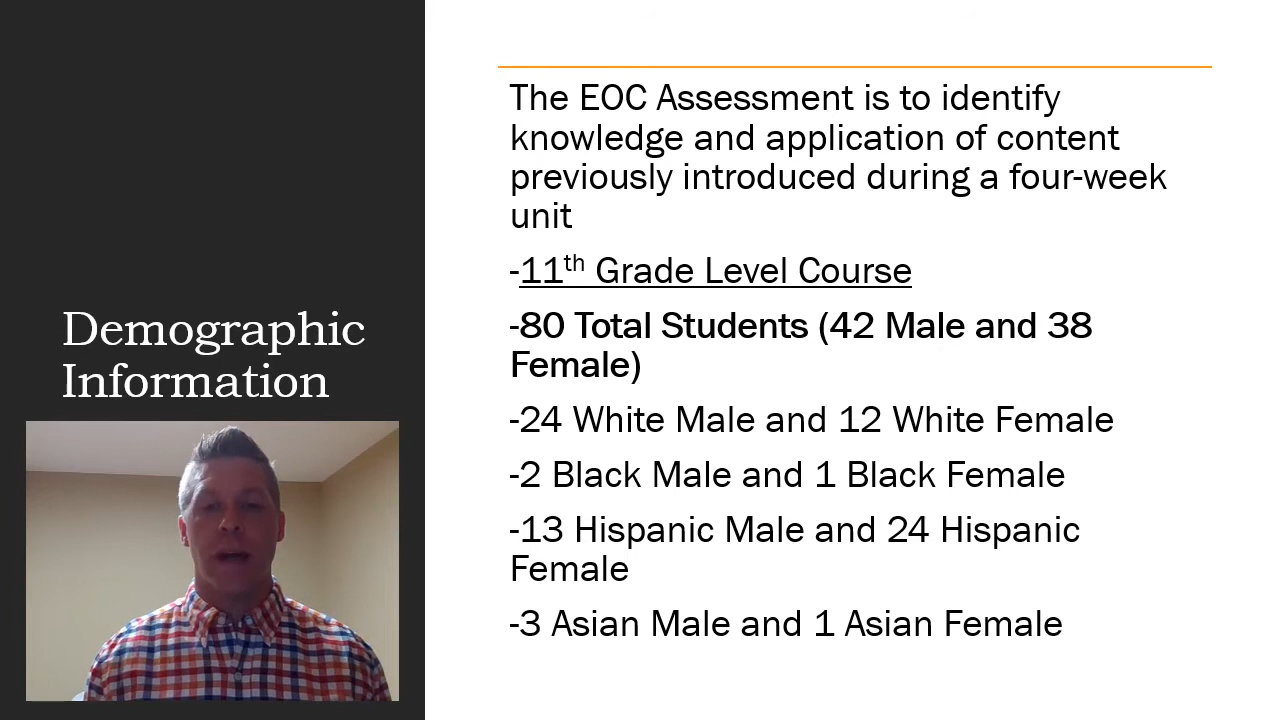 Demographic
Information
The EOC Assessment is to identify
knowledge and application of content
previously introduced during a four-week
unit
-11th Grade Level Course
-80 Total Students (42 Male and 38
Female)
-24 White Male and 12 White Female
-2 Black Male and 1 Black Female
-13 Hispanic Male and 24 Hispanic
Female
-3 Asian Male and 1 Asian Female